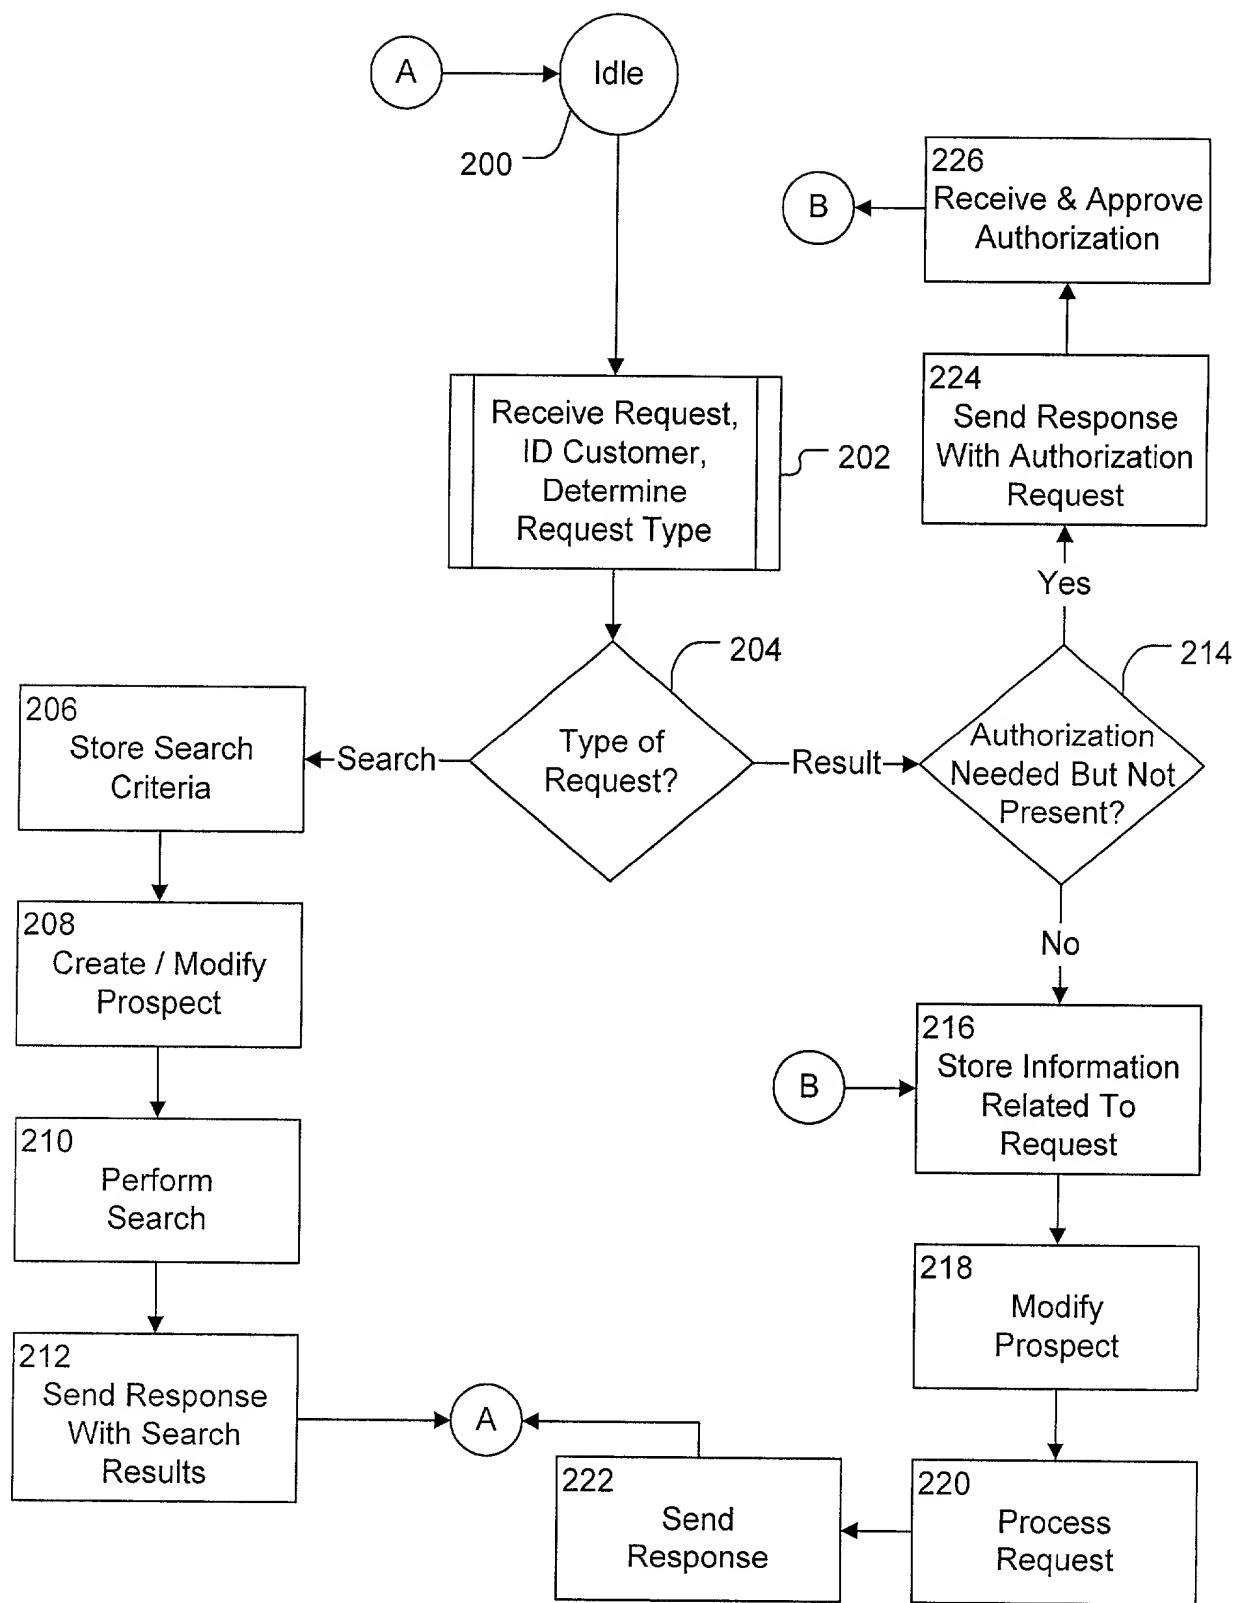 A
Idle
200
226
Receive & Approve
Authorization
B
224
Send Response
With Authorization
Request
Receive Request,
ID Customer,
Determine
Request Type
202
Yes
204
214
206
Store Search
Criteria
Search
Type of
Request?
Result
Authorization
Needed But Not
Present?
208
Create / Modify
Prospect
No
216
Store Information
Related To
Request
B
210
Perform
Search
218
Modify
Prospect
212
Send Response
With Search
Results
A
222
Send
Response
220
Process
Request